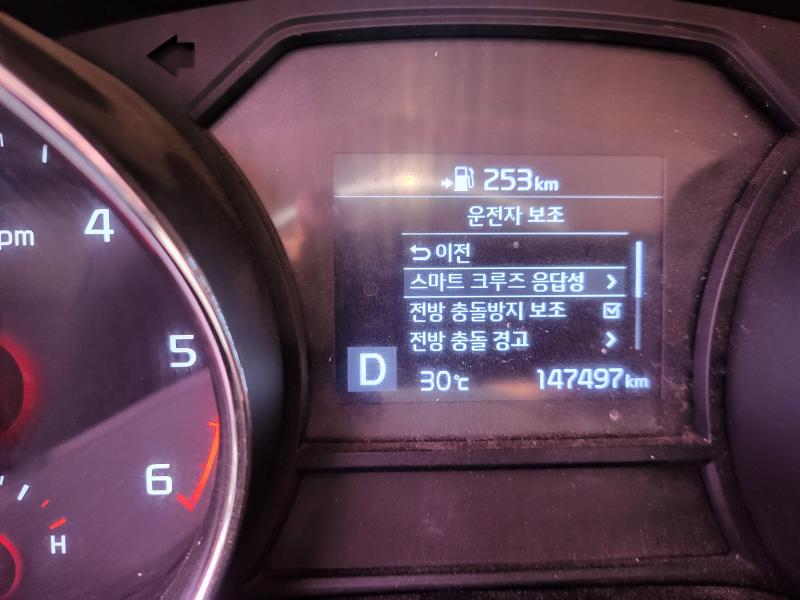 253km
운전자 보조
이전
스마트 크루즈 응답성
전방 충돌방지 보조
전방 충돌 경고
D 30℃ 147497km
4
pm
5
6
H